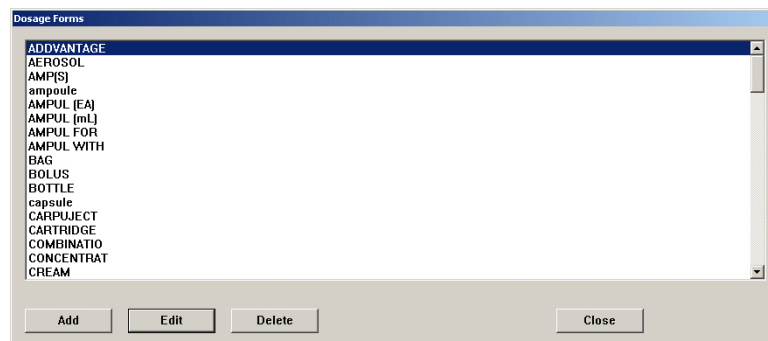 Dosage Forms
ADDVANTAGE
AEROSOL
AMP(S)
ampoule
AMPUL (EA)
AMPUL (mL)
AMPUL FOR
AMPUL WITH
BAG
BOLUS
BOTTLE
capsule
CARPUJECT
CARTRIDGE
COMBINATIO
CONCENTRAT
CREAM
Add Edit Delete Close